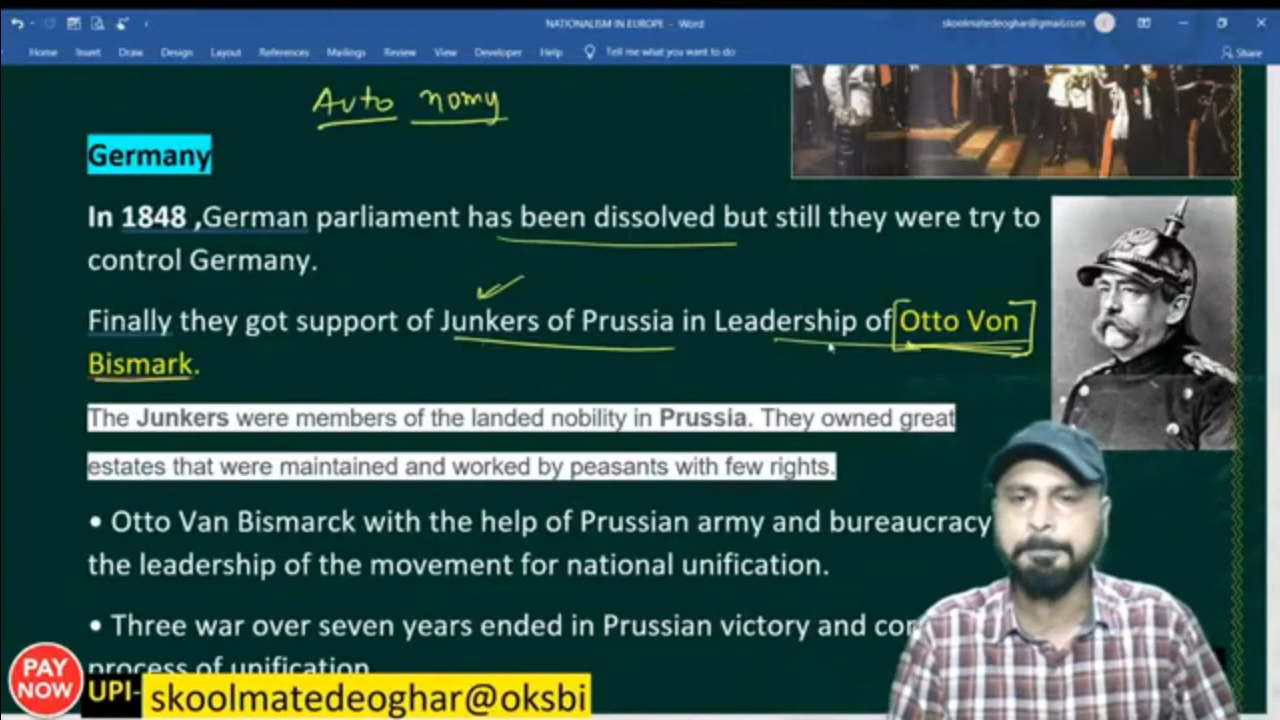 NATIONALISM IN EUROPE - Word
skoolmatedeoghar@gmail.com
Home Insert Draw Design Layout References Mailings Review View Developer Help Tell me what you want to do Share
Auto nomy
Germany
In 1848 ,German parliament has been dissolved but still they were try to
control Germany.
Finally they got support of Junkers of Prussia in Leadership of Otto Von
Bismark.
The Junkers were members of the landed nobility in Prussia. They owned great
estates that were maintained and worked by peasants with few rights.
• Otto Van Bismarck with the help of Prussian army and bureaucracy
the leadership of the movement for national unification.
• Three war over seven years ended in Prussian victory and
process of unification
PAY
NOW
UPI- skoolmatedeoghar@oksbi